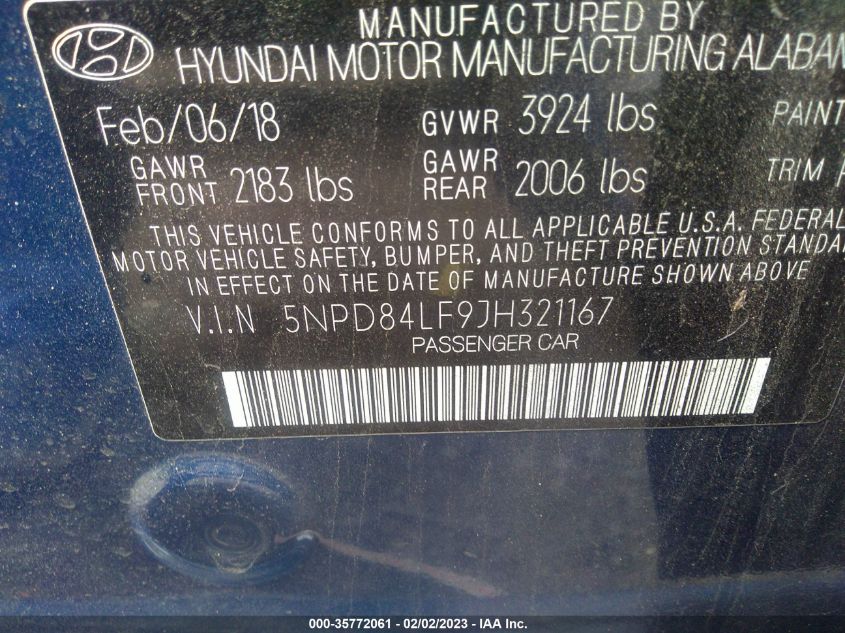 MANUFACTURED BY
HYUNDAI MOTOR MANUFACTURING ALABAM
Feb/06/18 GVWR 3924 lbs PAINT
GAWR FRONT 2183 lbs GAWR REAR 2006 lbs TRIM
THIS VEHICLE CONFORMS TO ALL APPLICABLE U.S.A. FEDERAL
MOTOR VEHICLE SAFETY, BUMPER, AND THEFT PREVENTION STANDA
IN EFFECT ON THE DATE OF MANUFACTURE SHOWN ABOVE
V.I.N 5NPD84LF9JH321167
PASSENGER CAR
000-35772061 - 02/02/2023 - IAA Inc.